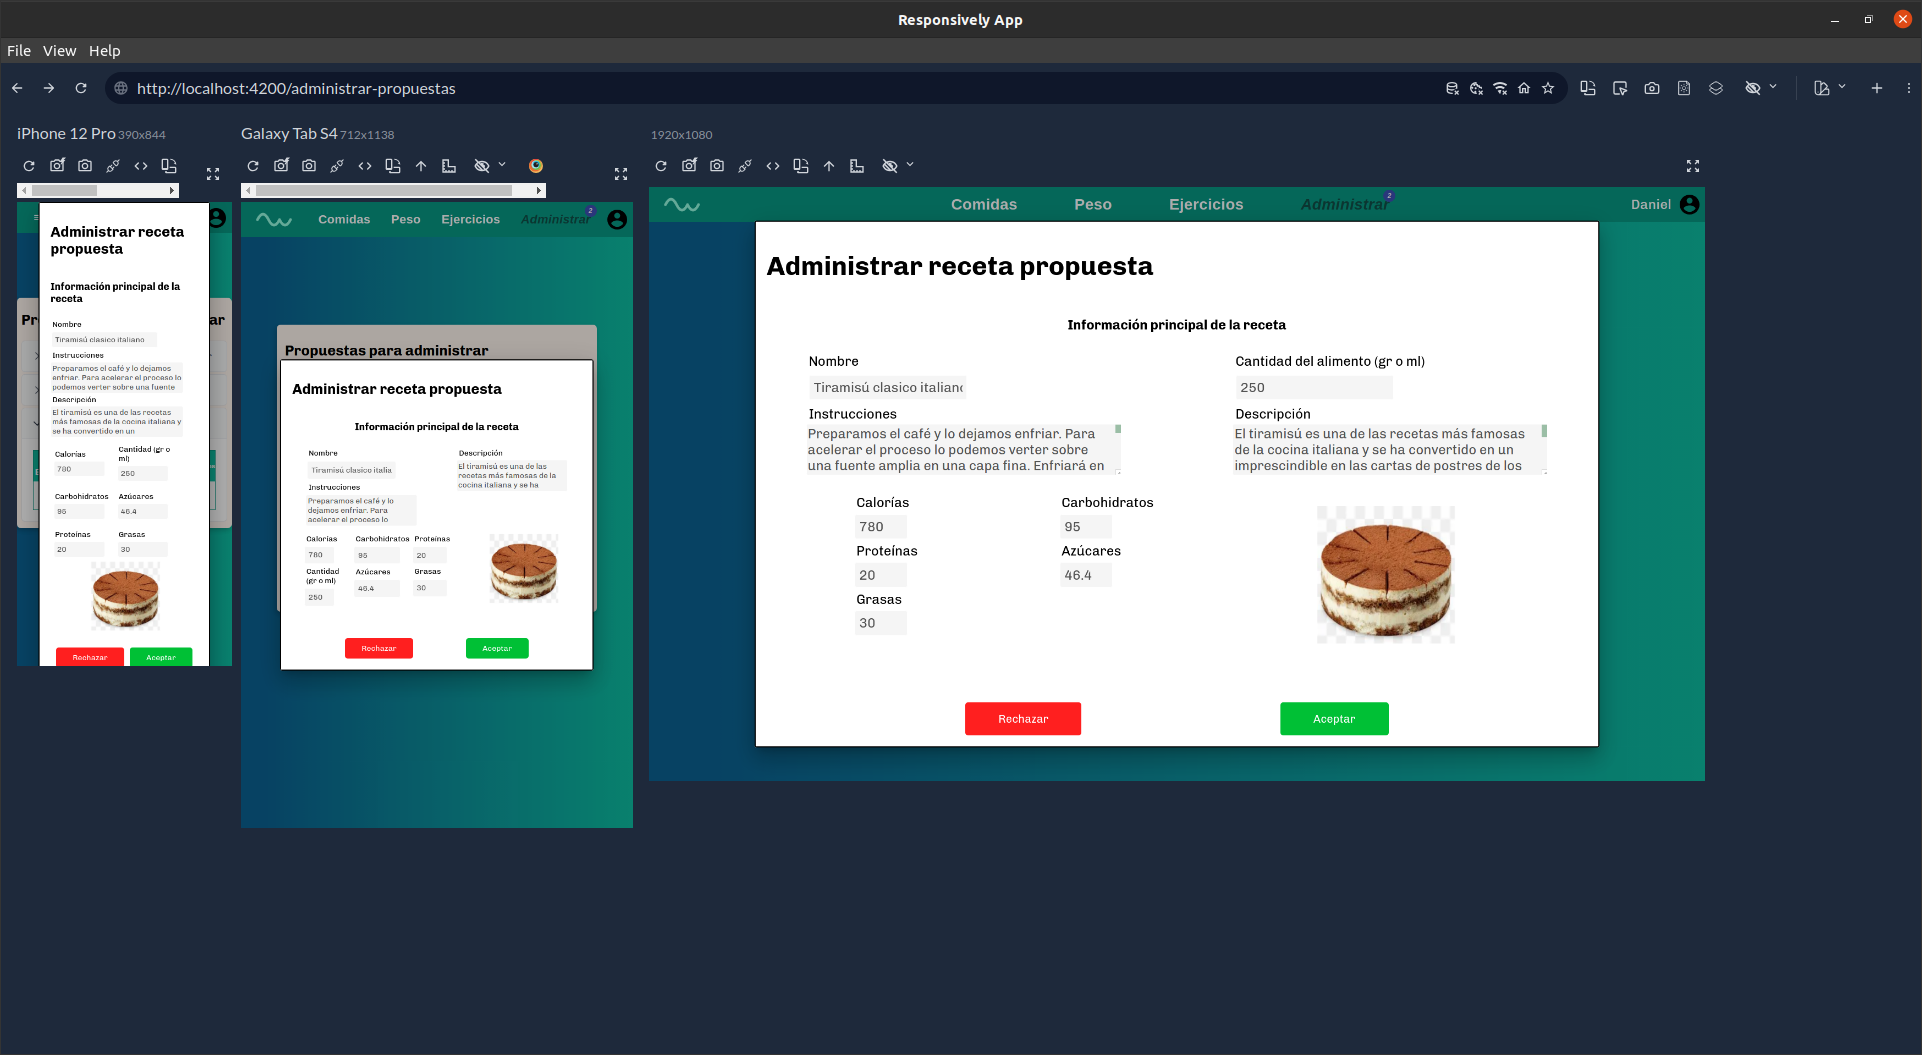 Responsively App
File View Help
http://localhost:4200/administrar-propuestas
iPhone 12 Pro 390x844
Administrar receta
propuesta
Información principal de la
receta
Nombre
Tiramisú clasico italiano
Instrucciones
Preparamos el café y lo dejamos
enfriar. Para acelerar el proceso lo
podemos verter sobre una fuente
Descripción
El tiramisú es una de las recetas
más famosas de la cocina italiana y
se ha convertido en un
Calorías
780
Cantidad (gr o
ml)
250
Carbohidratos
95
Azúcares
46.4
Proteínas
20
Grasas
30
Rechazar
Aceptar
Pr
ar
Galaxy Tab S4 712x1138
Comidas Peso Ejercicios Administrar 2
Propuestas para administrar
Administrar receta propuesta
Información principal de la receta
Nombre
Tiramisú clasico italia
Instrucciones
Preparamos el café y lo
dejamos enfriar. Para
acelerar el proceso lo
Descripción
El tiramisú es una de las
recetas más famosas de la
cocina italiana y se ha
Calorías Carbohidratos Proteínas
780 95 20
Cantidad
(gr o ml)
250
Azúcares
46.4
Grasas
30
Rechazar
Aceptar
1920x1080
Comidas Peso Ejercicios Administrar 2 Daniel
Administrar receta propuesta
Información principal de la receta
Nombre
Tiramisú clasico italiano
Cantidad del alimento (gr o ml)
250
Instrucciones
Preparamos el café y lo dejamos enfriar. Para
acelerar el proceso lo podemos verter sobre
una fuente amplia en una capa fina. Enfriará en
Descripción
El tiramisú es una de las recetas más famosas
de la cocina italiana y se ha convertido en un
imprescindible en las cartas de postres de los
Calorías
780
Carbohidratos
95
Proteínas
20
Azúcares
46.4
Grasas
30
Rechazar
Aceptar